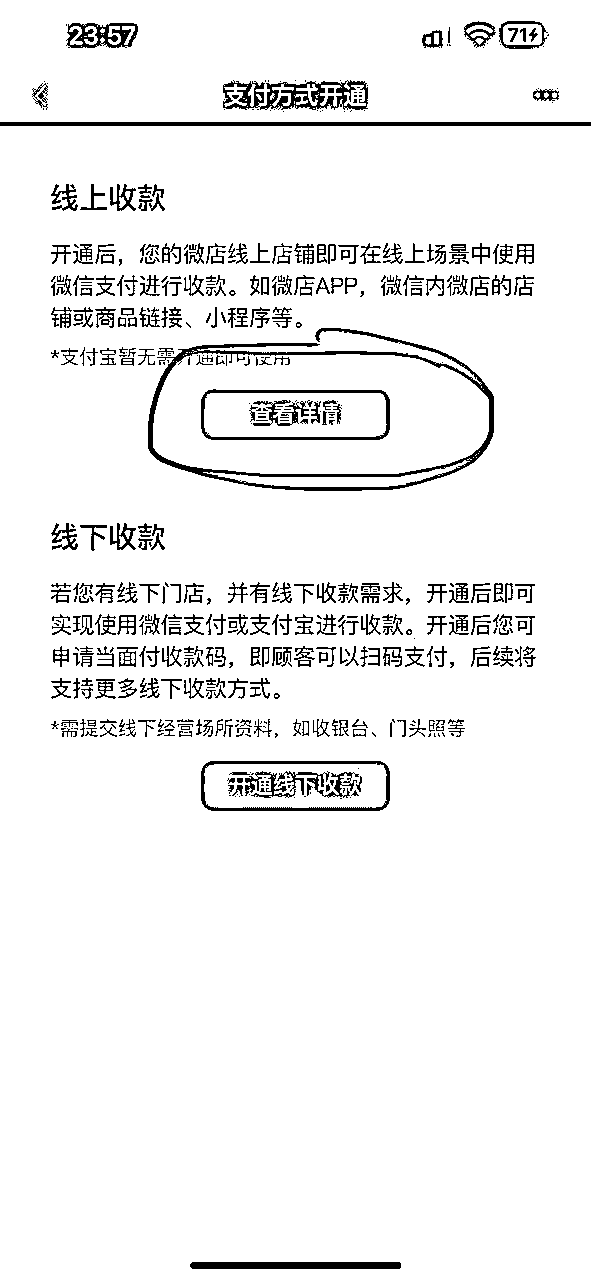 23:57
71
支付方式开通
线上收款
开通后，您的微店线上店铺即可在线上场景中使用
微信支付进行收款。如微店APP，微信内微店的店
铺或商品链接、小程序等。
*支付宝暂无需开通即可使用
查看详情
线下收款
若您有线下门店，并有线下收款需求，开通后即可
实现使用微信支付或支付宝进行收款。开通后您可
申请当面付收款码，即顾客可以扫码支付，后续将
支持更多线下收款方式。
*需提交线下经营场所资料，如收银台、门头照等
开通线下收款